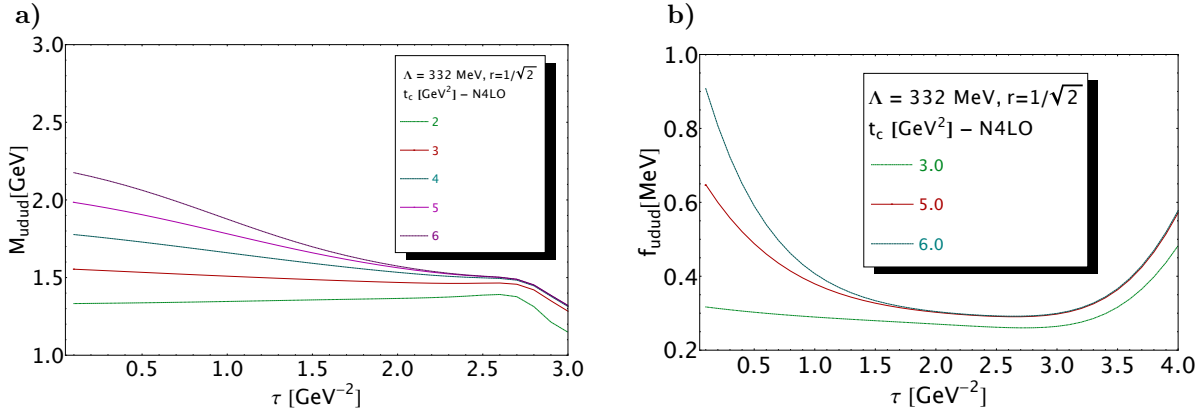 a)
M_udud[GeV]
3.0
2.5
2.0
1.5
1.0
Λ = 332 MeV, r=1/√2
t_c [GeV²] – N4LO
2
3
4
5
6
0.5 1.0 1.5 2.0 2.5 3.0
τ [GeV⁻²]
b)
f_udud[MeV]
1.0
0.8
0.6
0.4
0.2
Λ = 332 MeV, r=1/√2
t_c [GeV²] – N4LO
3.0
5.0
6.0
0.5 1.0 1.5 2.0 2.5 3.0 3.5 4.0
τ [GeV⁻²]